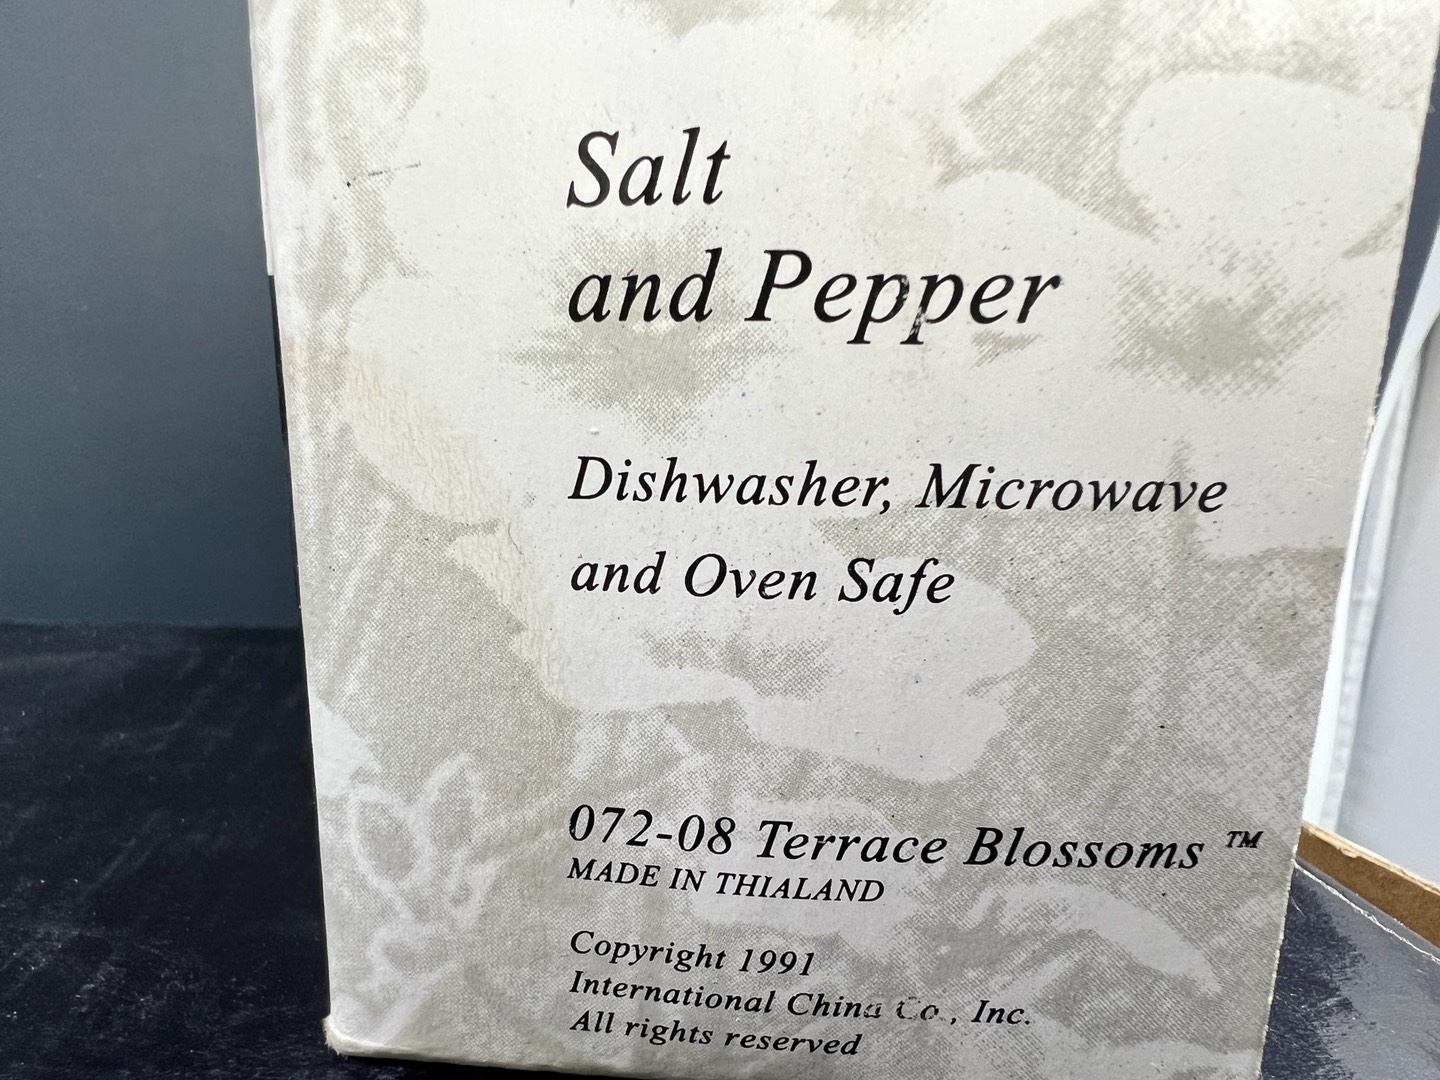 Salt
and Pepper
Dishwasher, Microwave
and Oven Safe
072-08 Terrace Blossoms ™
MADE IN THIALAND
Copyright 1991
International China Co., Inc.
All rights reserved